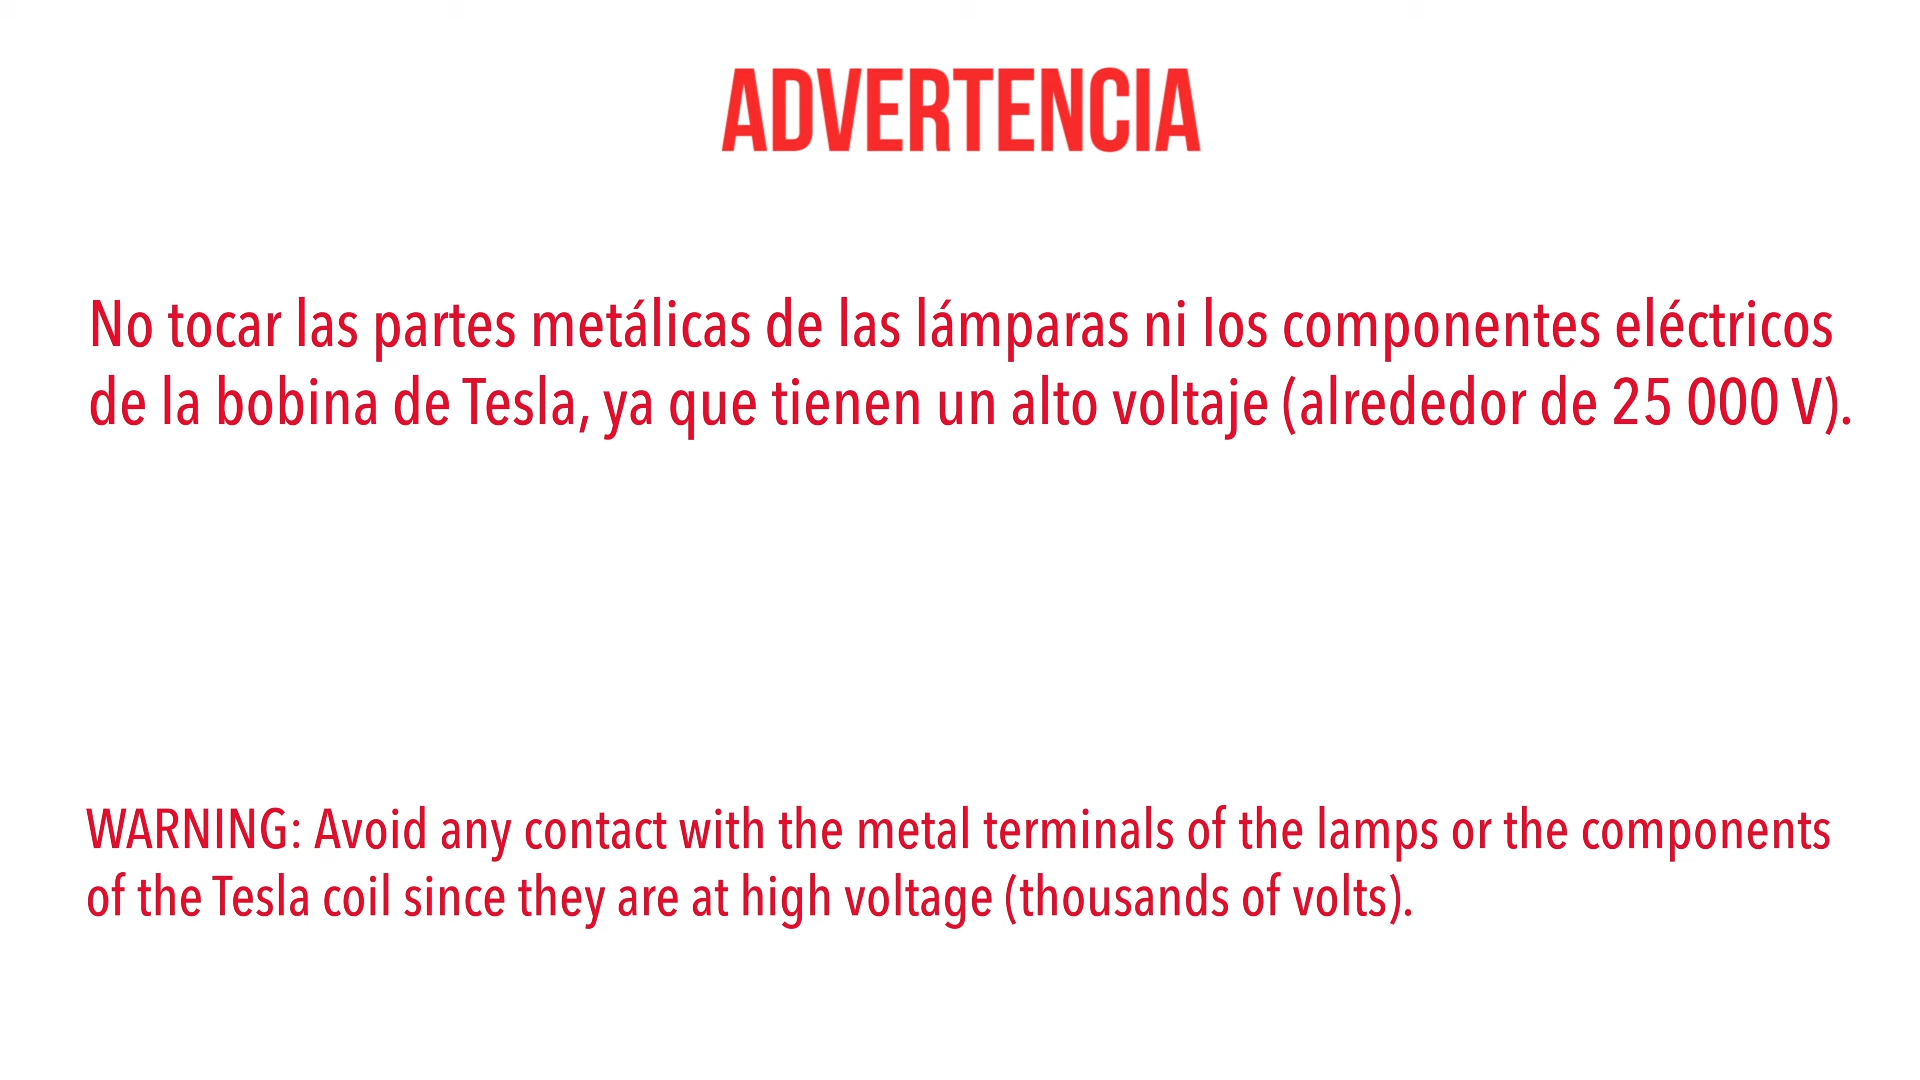 ADVERTENCIA
No tocar las partes metálicas de las lámparas ni los componentes eléctricos
de la bobina de Tesla, ya que tienen un alto voltaje (alrededor de 25 000 V).
WARNING: Avoid any contact with the metal terminals of the lamps or the components
of the Tesla coil since they are at high voltage (thousands of volts).